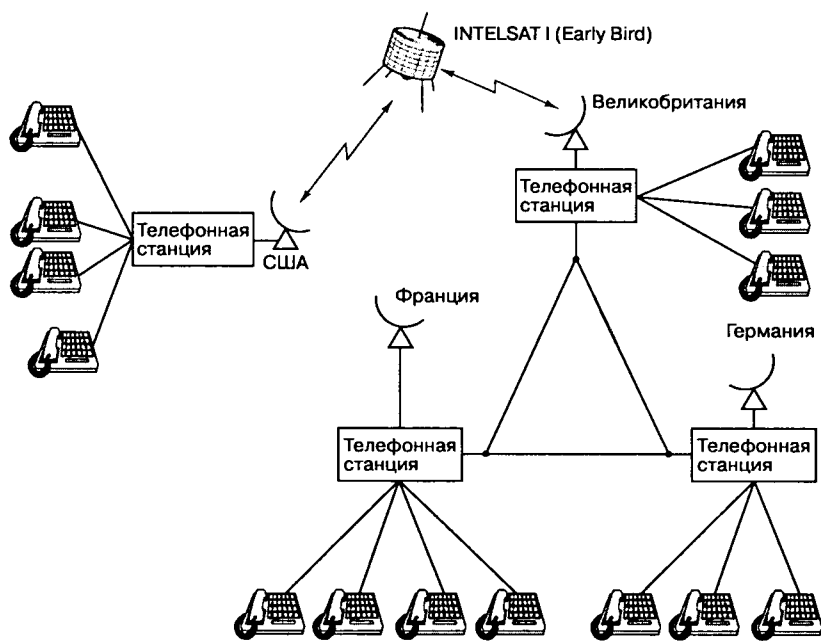 INTELSAT I (Early Bird)
Великобритания
Телефонная
станция
Телефонная
станция
США
Франция
Германия
Телефонная
станция
Телефонная
станция